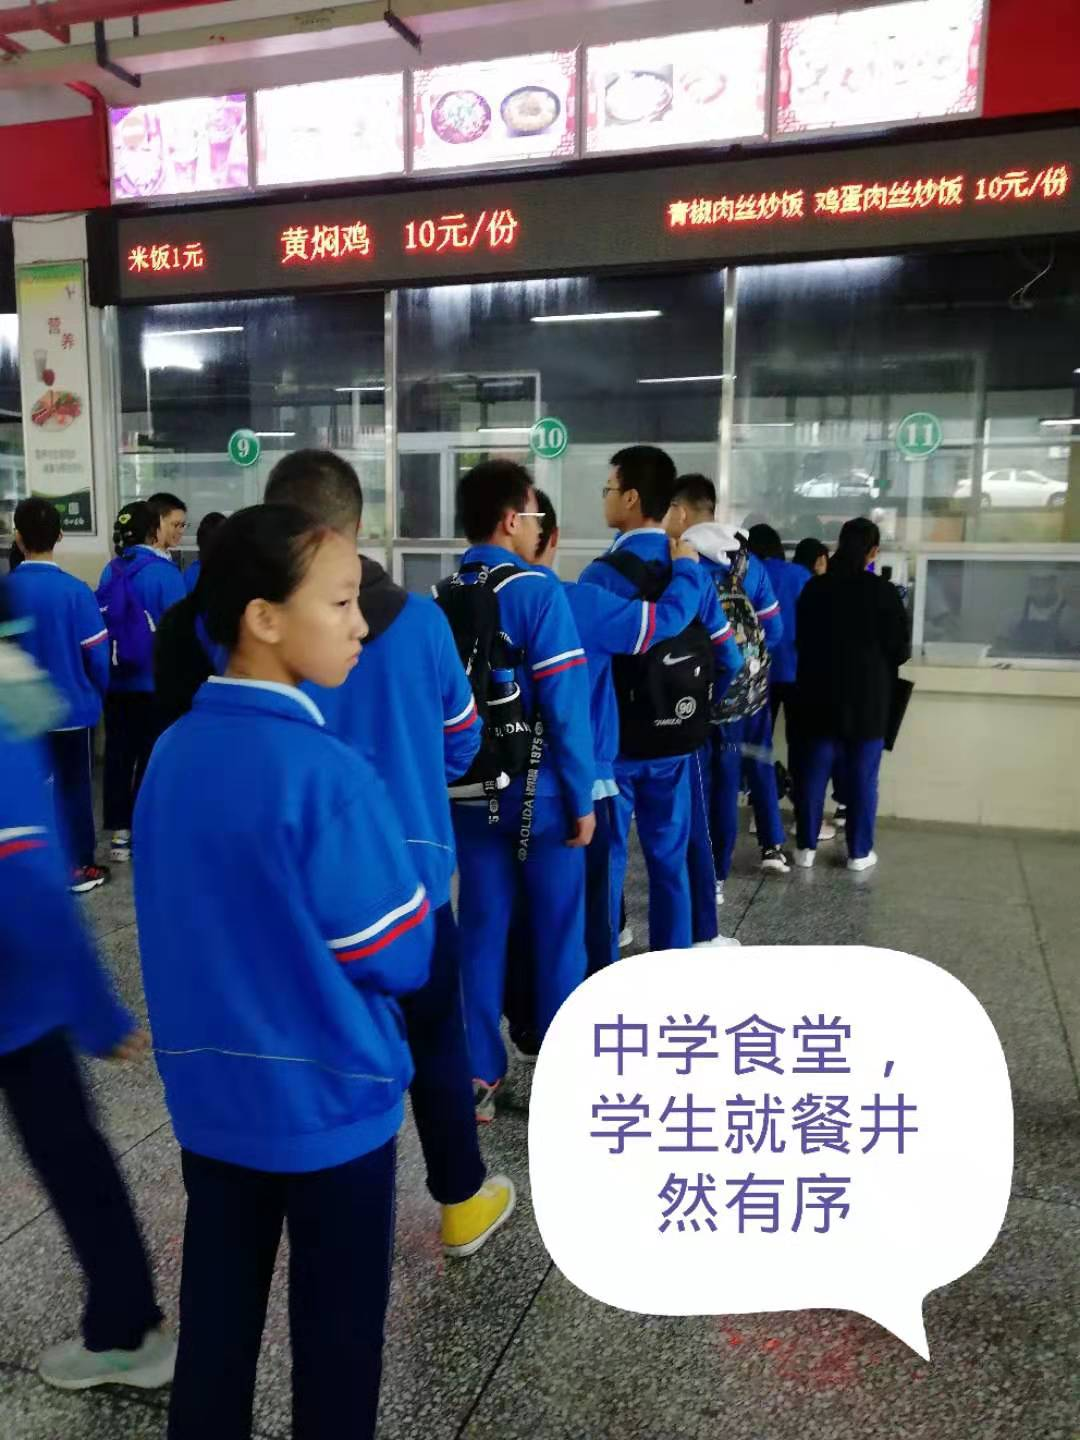 米饭1元
黄焖鸡 10元/份
青椒肉丝炒饭 鸡蛋肉丝炒饭 10元/份
营养
9
10
11
90
中学食堂，
学生就餐井
然有序